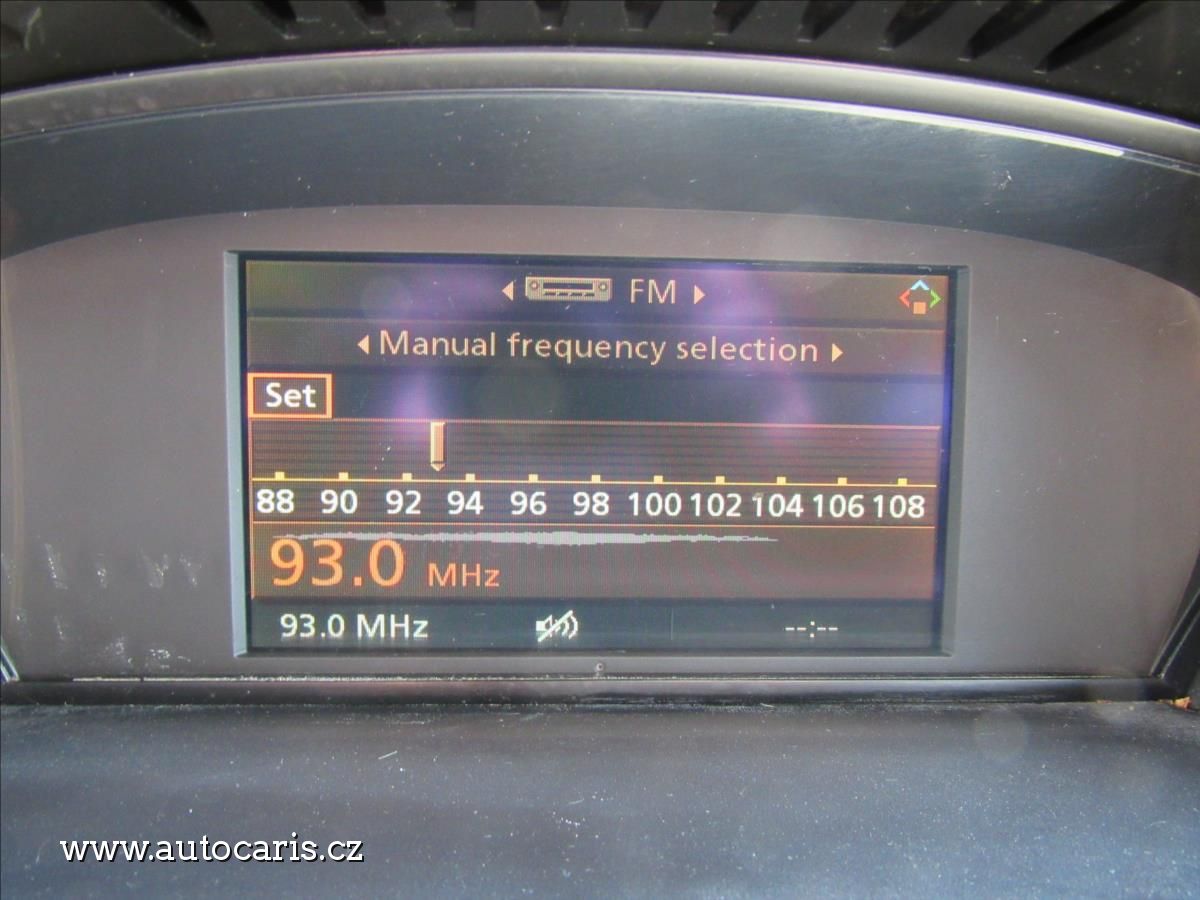 FM
Manual frequency selection
Set
88 90 92 94 96 98 100 102 104 106 108
93.0 MHz
93.0 MHz --:--
www.autocaris.cz